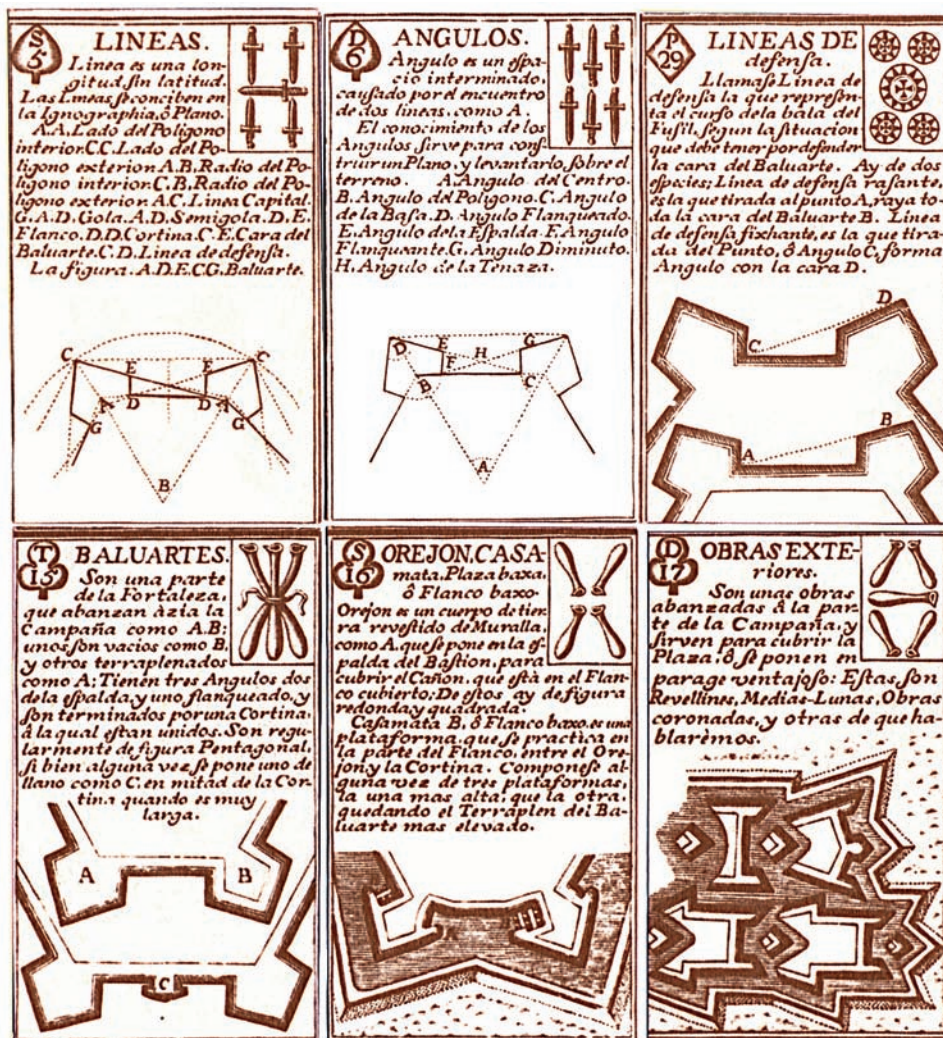 S
5
LINEAS.
Linea es una lon-
gitud sin latitud.
Las Lineas se conciben en
la Ignographia, ô Plano.
A.A. Lado del Poligono
interior. C.C. Lado del Po-
ligono exterior. A.B. Radio del Po-
ligono interior. C.B. Radio del Po-
ligono exterior. A.C. Linea Capital.
G.A.D. Gola. A.D. Semigola. D.E.
Flanco. D.D. Cortina. C.E. Cara del
Baluarte. C.D. Linea de defensa.
La figura. A.D.E.C.G. Baluarte.
C
E
E
C
A
D
D
A
G
G
B
D
6
ANGULOS.
Angulo es un espa-
cio interminado,
causado por el encuentro
de dos lineas, como A.
El conocimiento de los
Angulos sirve para cons-
truir un Plano, y levantarlo, sobre el
terreno. A. Angulo del Centro.
B. Angulo del Poligono. C. Angulo
de la Basa. D. Angulo Flanqueado.
E. Angulo de la Espalda. F. Angulo
Flanqueante. G. Angulo Diminuto.
H. Angulo de la Tenaza.
D
E
F
H
G
B
C
A
P
29
LINEAS DE
defensa.
Llamase Linea de
defensa la que represen-
ta el curso de la bala del
Fusil, segun la situacion
que debe tener por defender
la cara del Baluarte. Ay de dos
especies; Linea de defensa rasante,
es la que tirada al punto A, raya to-
da la cara del Baluarte B. Linea
de defensa fixhante, es la que tira-
da del Punto, ô Angulo C, forma
Angulo con la cara D.
D
C
B
A
T
15
BALUARTES.
Son una parte
de la Fortaleza,
que abanzan àzia la
Campaña como A.B;
unos son vacios como B,
y otros terraplenados
como A; Tienen tres Angulos dos
de la espalda, y uno flanqueado, y
son terminados por una Cortina,
â la qual estan unidos. Son regu-
larmente de figura Pentagonal,
si bien alguna vez se pone uno de
llano como C. en mitad de la Cor-
tina quando es muy
larga.
A
B
C
S
16
OREJON, CASA-
mata, Plaza baxa,
ô Flanco baxo
Orejon es un cuerpo de tier-
ra revestido de Muralla,
como A, que se pone en la es-
palda del Bastion, para
cubrir el Cañon, que està en el Flan-
co cubierto; De estos ay de figura
redonda y quadrada.
Casamata B, ô Flanco baxo, es una
plataforma, que se practica en
la parte del Flanco, entre el Ore-
jon, y la Cortina. Componese al-
guna vez de tres plataformas,
la una mas alta, que la otra,
quedando el Terraplen del Ba-
luarte mas elevado.
D
17
OBRAS EXTE-
riores.
Son unas obras
abanzadas â la par-
te de la Campaña, y
sirven para cubrir la
Plaza, ô se ponen en
parage ventajoso: Estas, son
Revellines, Medias-Lunas, Obras
coronadas, y otras de que ha-
blarèmos.